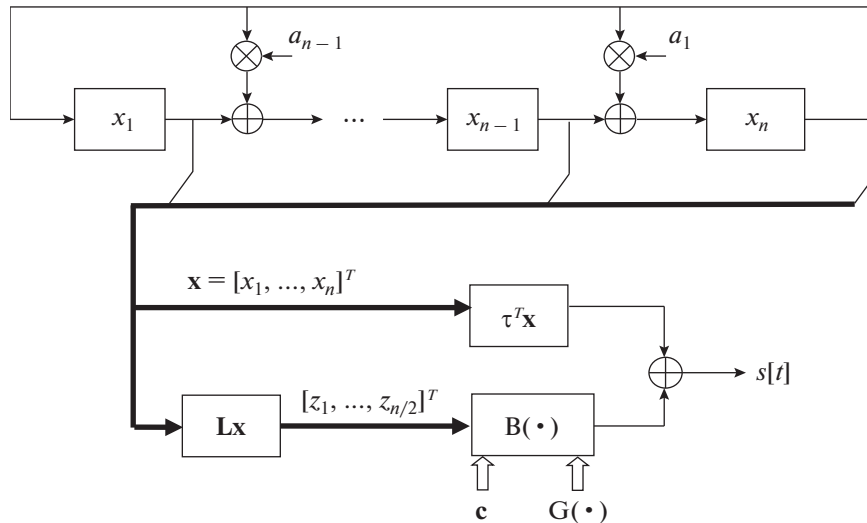 a_{n – 1} a_1
x_1 ... x_{n – 1} x_n
x = [x_1, ..., x_n]^T
τ^T x
s[t]
[z_1, ..., z_{n/2}]^T
Lx B(•)
c G(•)